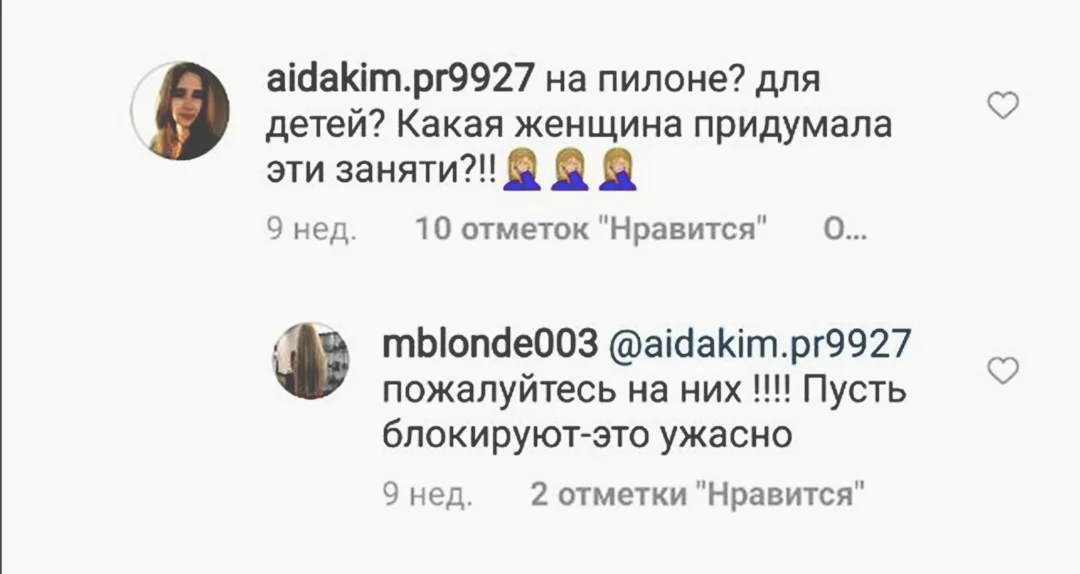 aidakim.pr9927 на пилоне? для
детей? Какая женщина придумала
эти заняти?!!🤦🏼‍♀️🤦🏼‍♀️🤦🏼‍♀️
9 нед. 10 отметок "Нравится" О...
mblonde003 @aidakim.pr9927
пожалуйтесь на них !!!! Пусть
блокируют-это ужасно
9 нед. 2 отметки "Нравится"